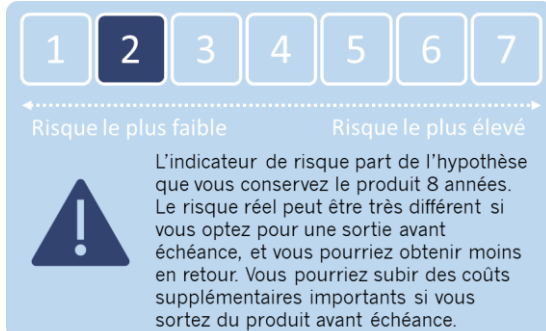 1 2 3 4 5 6 7
Risque le plus faible Risque le plus élevé
L'indicateur de risque part de l'hypothèse
que vous conservez le produit 8 années.
Le risque réel peut être très différent si
vous optez pour une sortie avant
échéance, et vous pourriez obtenir moins
en retour. Vous pourriez subir des coûts
supplémentaires importants si vous
sortez du produit avant échéance.